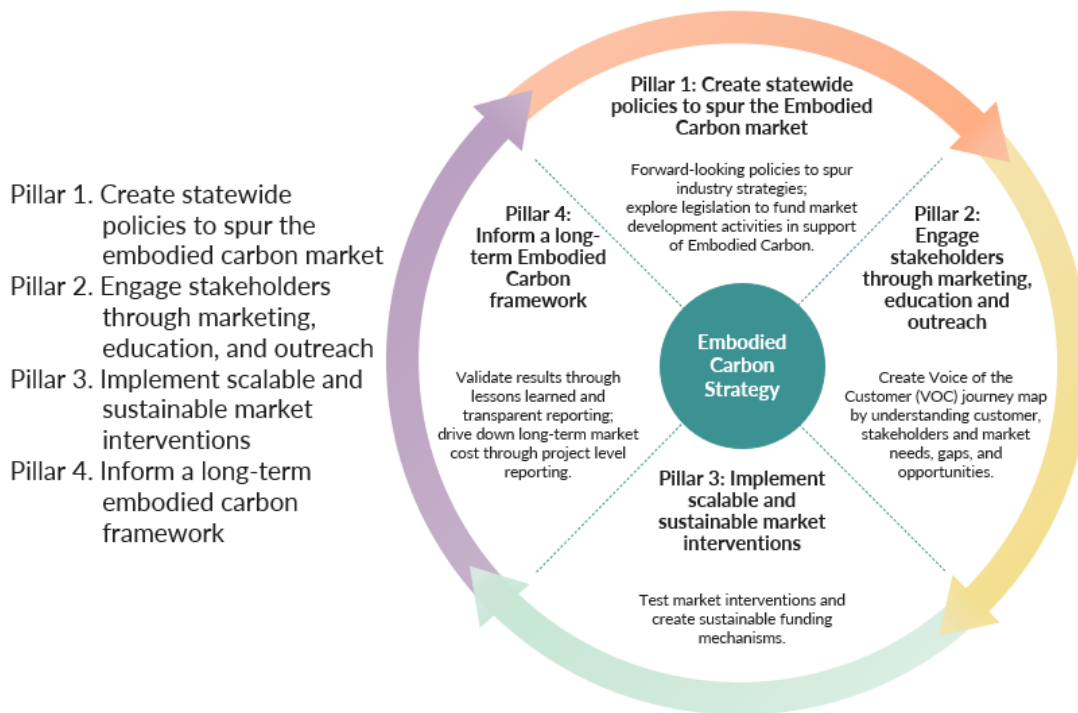 Pillar 1. Create statewide
policies to spur the
embodied carbon market
Pillar 2. Engage stakeholders
through marketing,
education, and outreach
Pillar 3. Implement scalable and
sustainable market
interventions
Pillar 4. Inform a long-term
embodied carbon
framework
Pillar 1: Create statewide
policies to spur the Embodied
Carbon market
Forward-looking policies to spur
industry strategies;
explore legislation to fund market
development activities in support
of Embodied Carbon.
Pillar 2:
Engage
stakeholders
through marketing,
education and
outreach
Create Voice of the
Customer (VOC) journey map
by understanding customer,
stakeholders and market
needs, gaps, and
opportunities.
Pillar 3: Implement
scalable and
sustainable market
interventions
Test market interventions and
create sustainable funding
mechanisms.
Pillar 4:
Inform a long-
term Embodied
Carbon
framework
Validate results through
lessons learned and
transparent reporting;
drive down long-term market
cost through project level
reporting.
Embodied
Carbon
Strategy